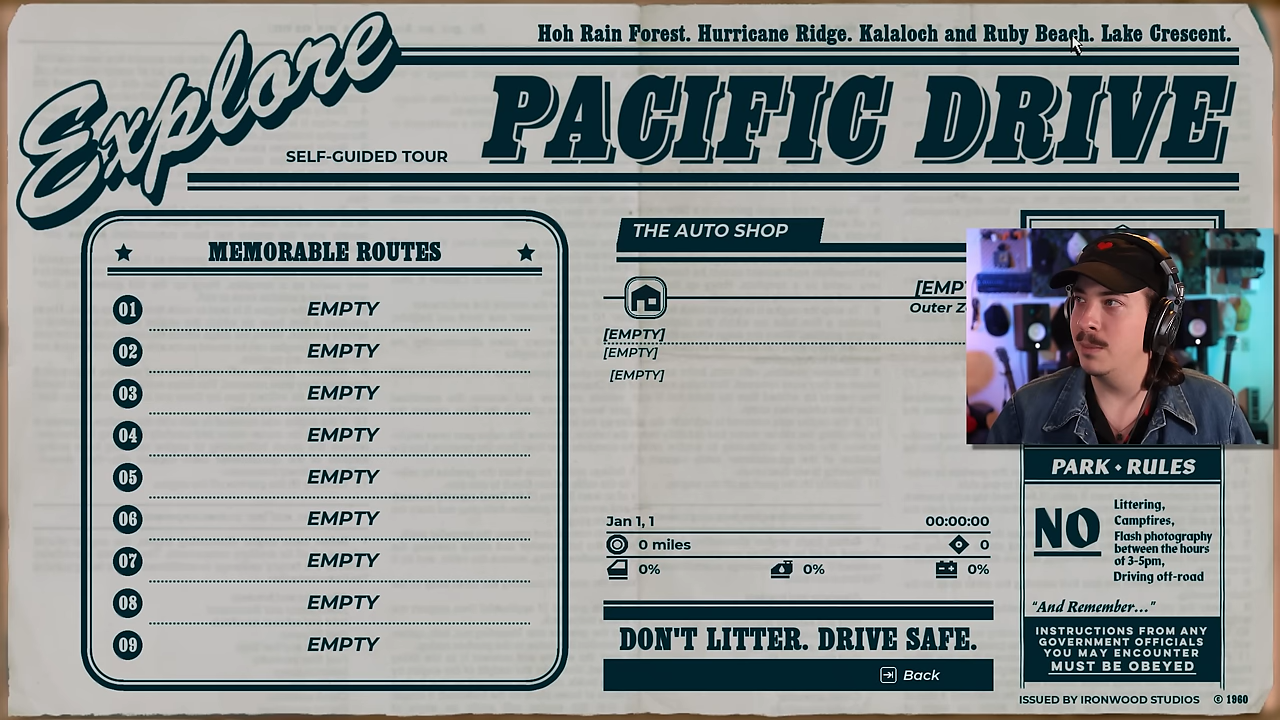 Explore
Hoh Rain Forest. Hurricane Ridge. Kalaloch and Ruby Beach. Lake Crescent.
PACIFIC DRIVE
SELF-GUIDED TOUR
MEMORABLE ROUTES
01 EMPTY
02 EMPTY
03 EMPTY
04 EMPTY
05 EMPTY
06 EMPTY
07 EMPTY
08 EMPTY
09 EMPTY
THE AUTO SHOP
[EMPTY]
[EMPTY]
[EMPTY]
Outer
Jan 1, 1 00:00:00
0 miles 0
0% 0% 0%
DON'T LITTER. DRIVE SAFE.
Back
PARK • RULES
NO
Littering,
Campfires,
Flash photography
between the hours
of 3-5pm,
Driving off-road
"And Remember..."
INSTRUCTIONS FROM ANY
GOVERNMENT OFFICIALS
YOU MAY ENCOUNTER
MUST BE OBEYED
ISSUED BY IRONWOOD STUDIOS © 1960